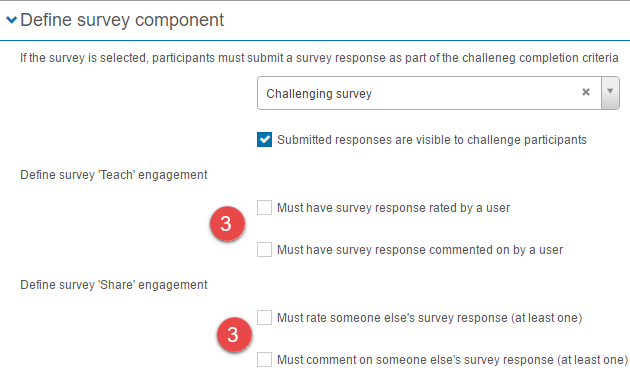 Define survey component
If the survey is selected, participants must submit a survey response as part of the challeneg completion criteria
Challenging survey
Submitted responses are visible to challenge participants
Define survey 'Teach' engagement
Must have survey response rated by a user
3
Must have survey response commented on by a user
Define survey 'Share' engagement
Must rate someone else's survey response (at least one)
3
Must comment on someone else's survey response (at least one)